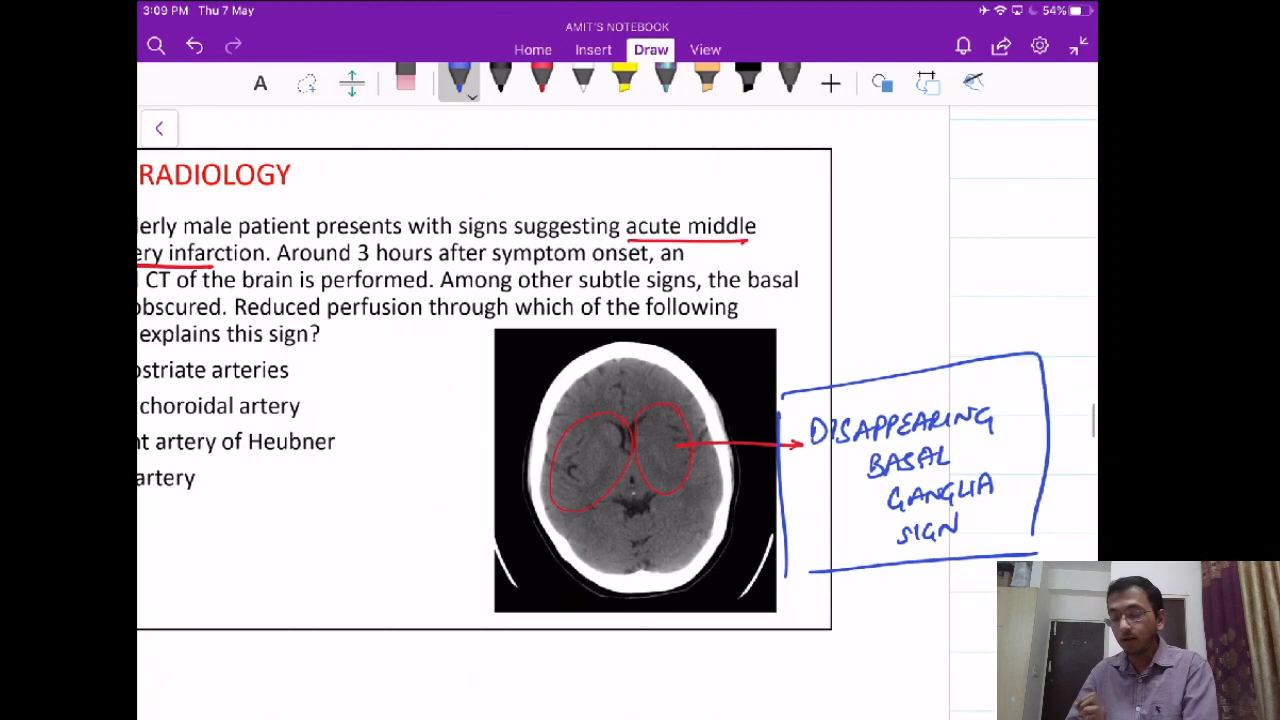 3:09 PM Thu 7 May
54%
AMIT'S NOTEBOOK
Home Insert Draw View
A
RADIOLOGY
lerly male patient presents with signs suggesting acute middle
ery infarction. Around 3 hours after symptom onset, an
CT of the brain is performed. Among other subtle signs, the basal
obscured. Reduced perfusion through which of the following
explains this sign?
ostriate arteries
choroidal artery
nt artery of Heubner
artery
DISAPPEARING
BASAL
GANGLIA
SIGN